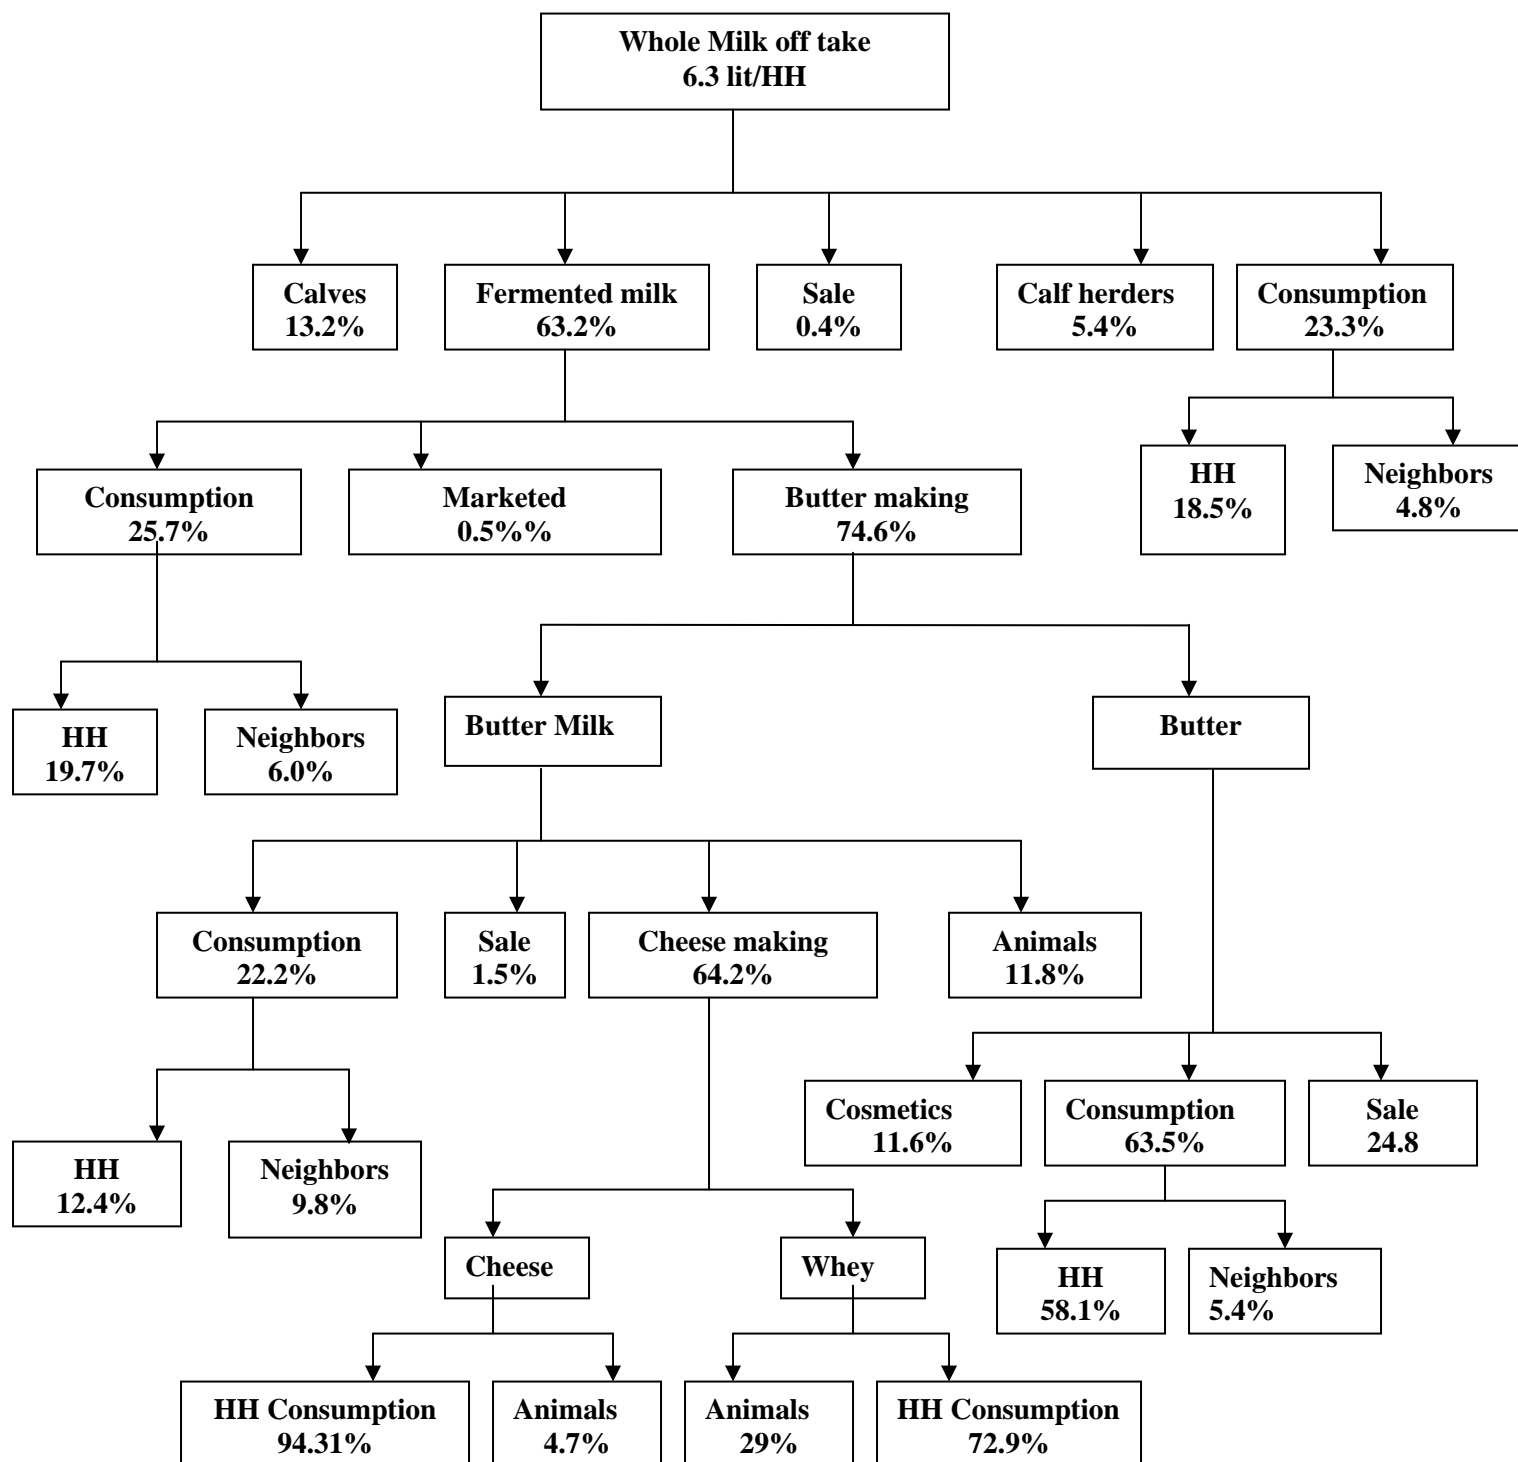 Whole Milk off take
6.3 lit/HH
Calves
13.2%
Fermented milk
63.2%
Sale
0.4%
Calf herders
5.4%
Consumption
23.3%
HH
18.5%
Neighbors
4.8%
Consumption
25.7%
Marketed
0.5%%
Butter making
74.6%
HH
19.7%
Neighbors
6.0%
Butter Milk
Butter
Consumption
22.2%
Sale
1.5%
Cheese making
64.2%
Animals
11.8%
Cosmetics
11.6%
Consumption
63.5%
Sale
24.8
HH
12.4%
Neighbors
9.8%
Cheese
Whey
HH
58.1%
Neighbors
5.4%
HH Consumption
94.31%
Animals
4.7%
Animals
29%
HH Consumption
72.9%